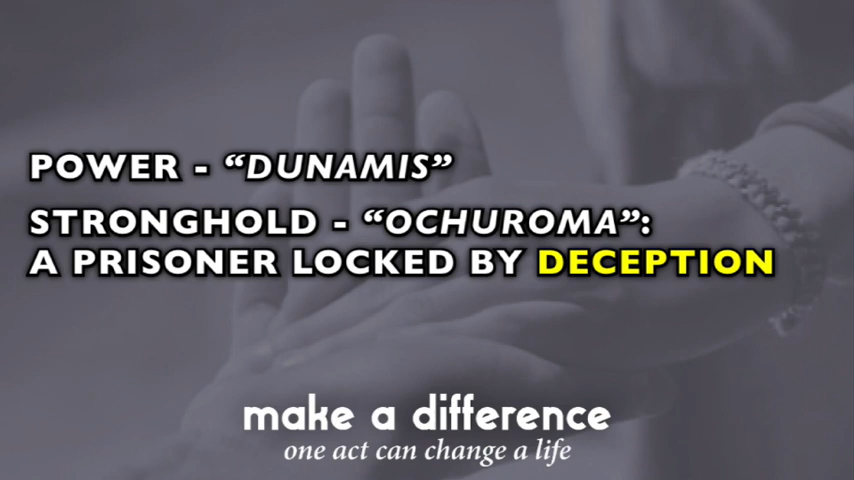 POWER - “DUNAMIS”
STRONGHOLD - “OCHUROMA”:
A PRISONER LOCKED BY DECEPTION
make a difference
one act can change a life